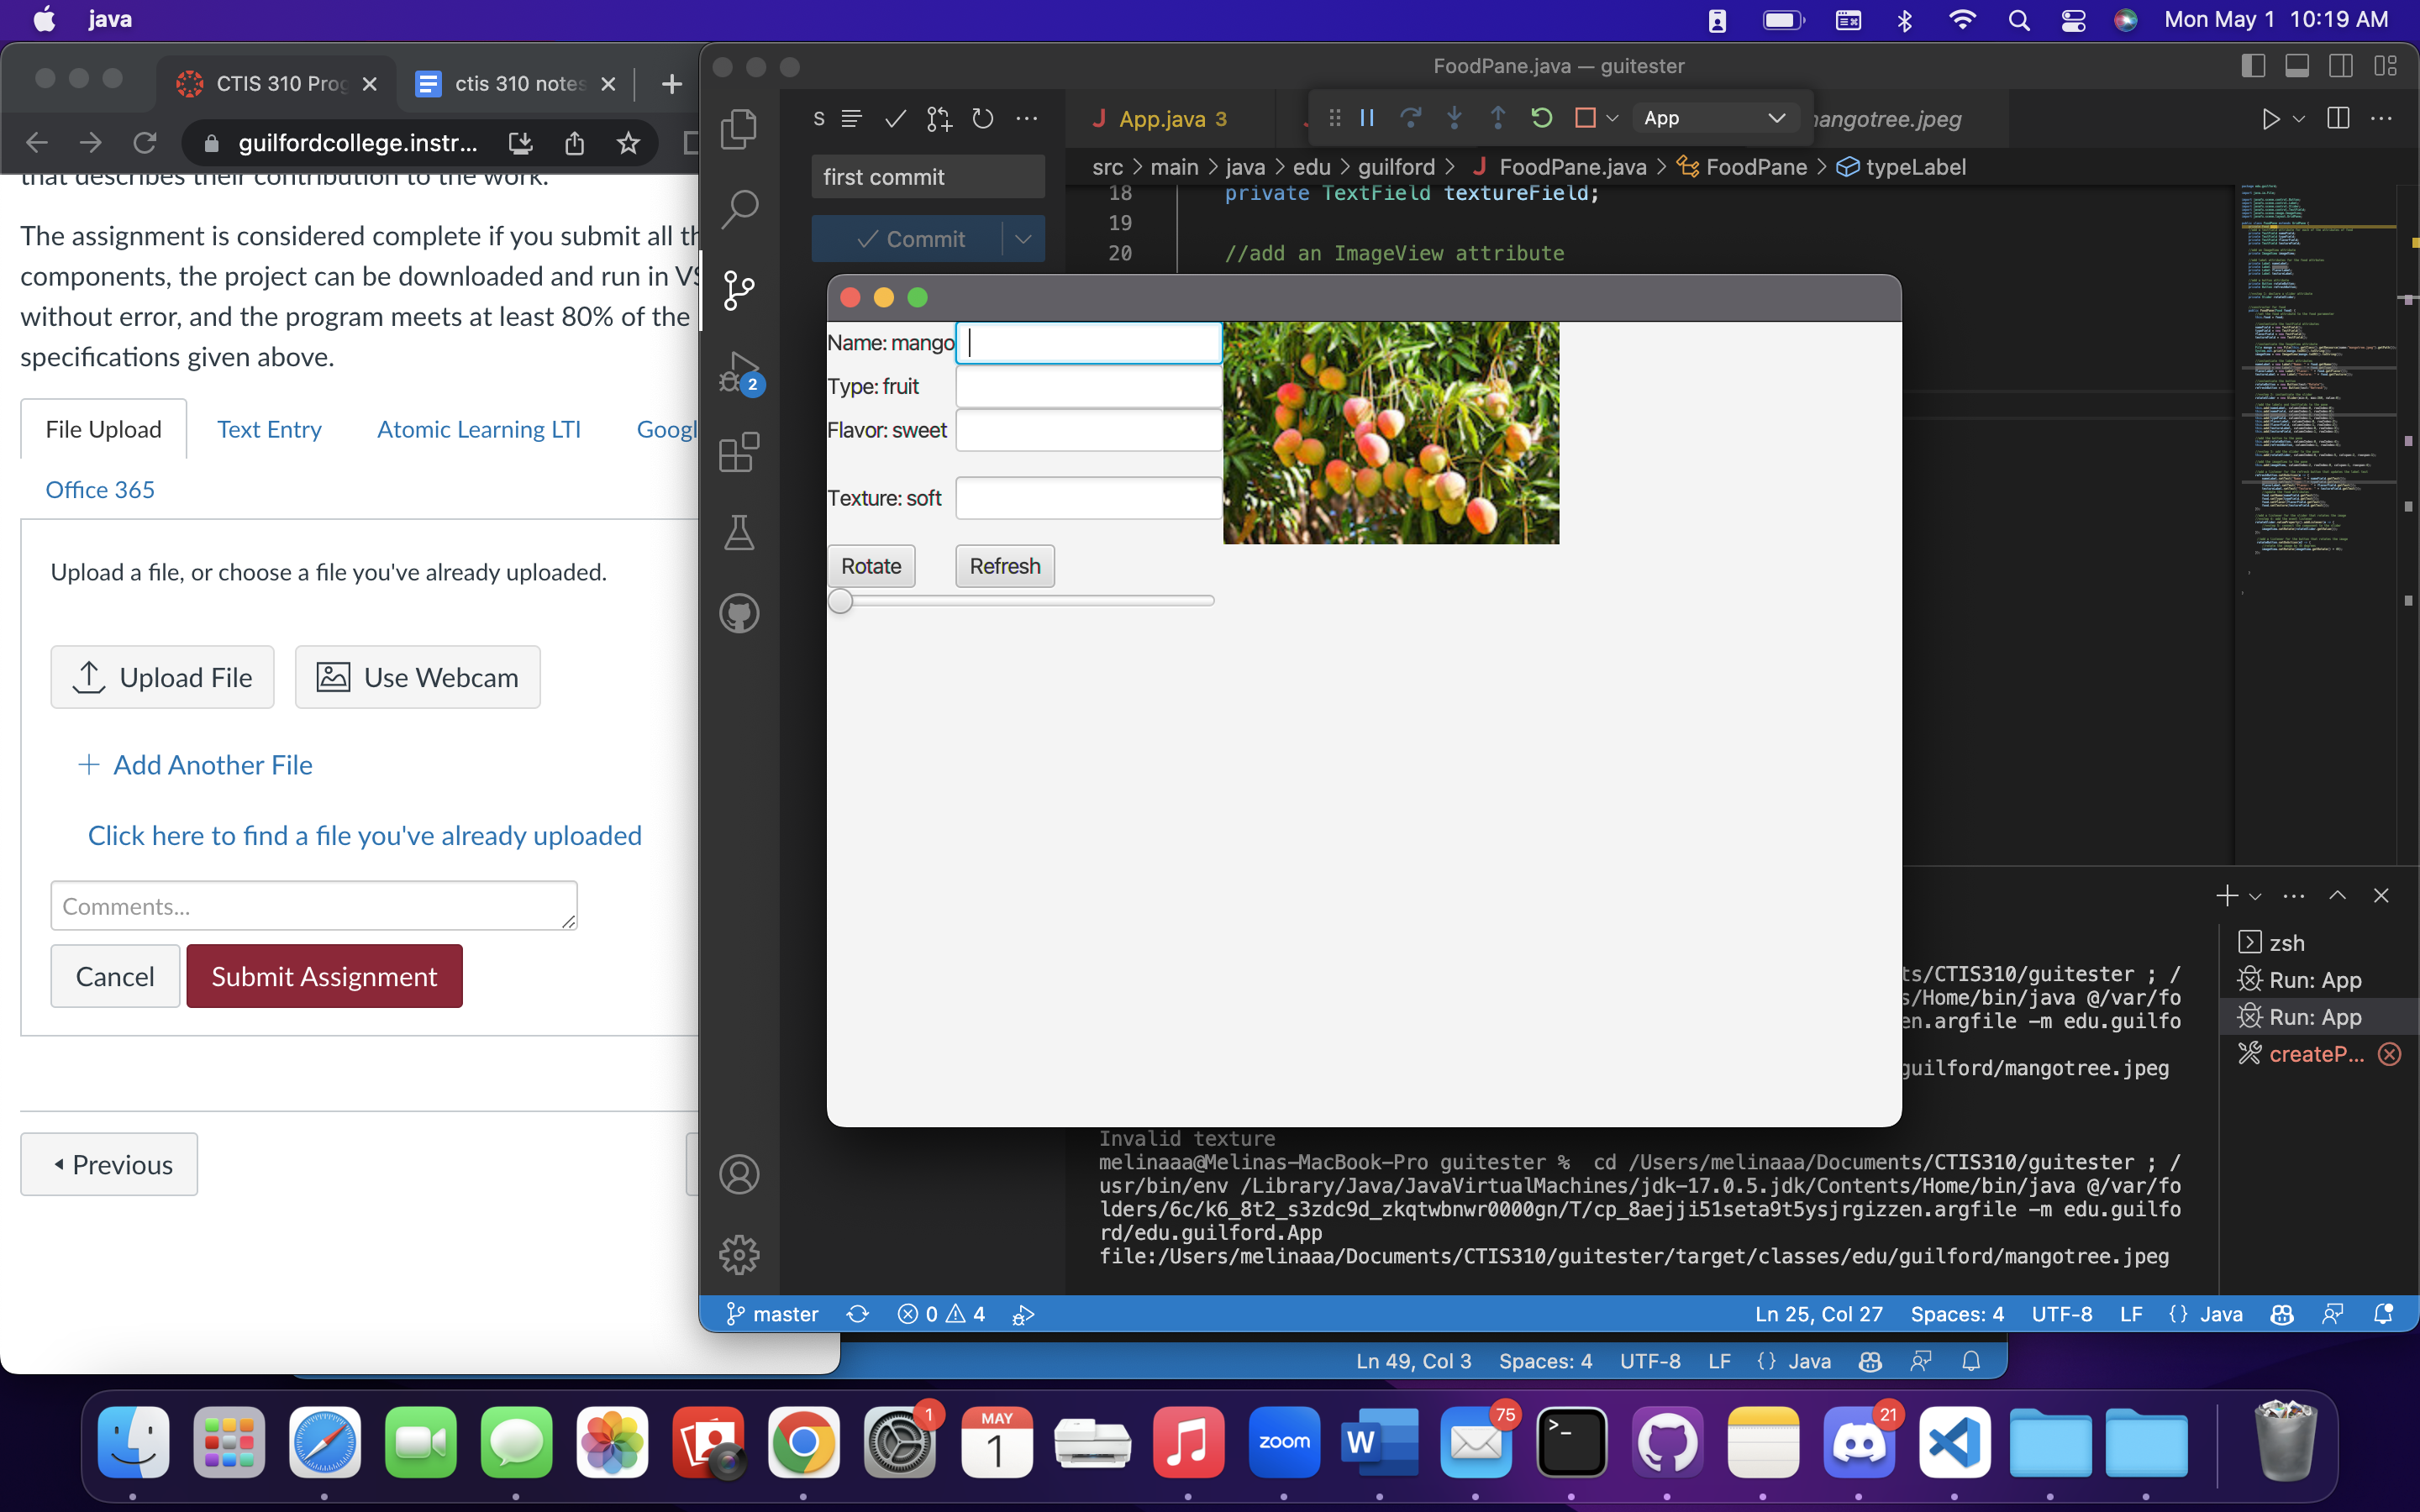 java
Mon May 1 10:19 AM
CTIS 310 Prog
ctis 310 notes
guilfordcollege.instr...
that describes their contribution to the work.
The assignment is considered complete if you submit all th
components, the project can be downloaded and run in VS
without error, and the program meets at least 80% of the
specifications given above.
File Upload
Text Entry
Atomic Learning LTI
Googl
Office 365
Upload a file, or choose a file you've already uploaded.
Upload File
Use Webcam
Add Another File
Click here to find a file you've already uploaded
Comments...
Cancel
Submit Assignment
Previous
FoodPane.java — guitester
S
App.java 3
App
mangotree.jpeg
src > main > java > edu > guilford > J FoodPane.java > FoodPane > typeLabel
first commit
Commit
18 private TextField textureField;
19
20 //add an ImageView attribute
2
Name: mango
Type: fruit
Flavor: sweet
Texture: soft
Rotate
Refresh
zsh
Run: App
Run: App
createP...
ts/CTIS310/guitester ; /
s/Home/bin/java @/var/fo
en.argfile -m edu.guilfo
guilford/mangotree.jpeg
Invalid texture
melinaaa@Melinas-MacBook-Pro guitester % cd /Users/melinaaa/Documents/CTIS310/guitester ; /
usr/bin/env /Library/Java/JavaVirtualMachines/jdk-17.0.5.jdk/Contents/Home/bin/java @/var/fo
lders/6c/k6_8t2_s3zdc9d_zkqtwbnwr0000gn/T/cp_8aejji51seta9t5ysjrgizzen.argfile -m edu.guilfo
rd/edu.guilford.App
file:/Users/melinaaa/Documents/CTIS310/guitester/target/classes/edu/guilford/mangotree.jpeg
master
0
4
Ln 25, Col 27
Spaces: 4
UTF-8
LF
{} Java
Ln 49, Col 3
Spaces: 4
UTF-8
LF
{} Java
1
MAY
1
zoom
W
75
>_
21